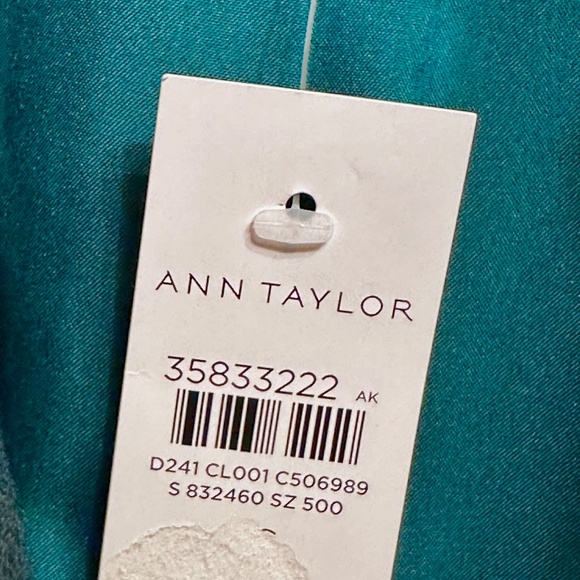 ANN TAYLOR
35833222 AK
D241 CL001 C506989
S 832460 SZ 500